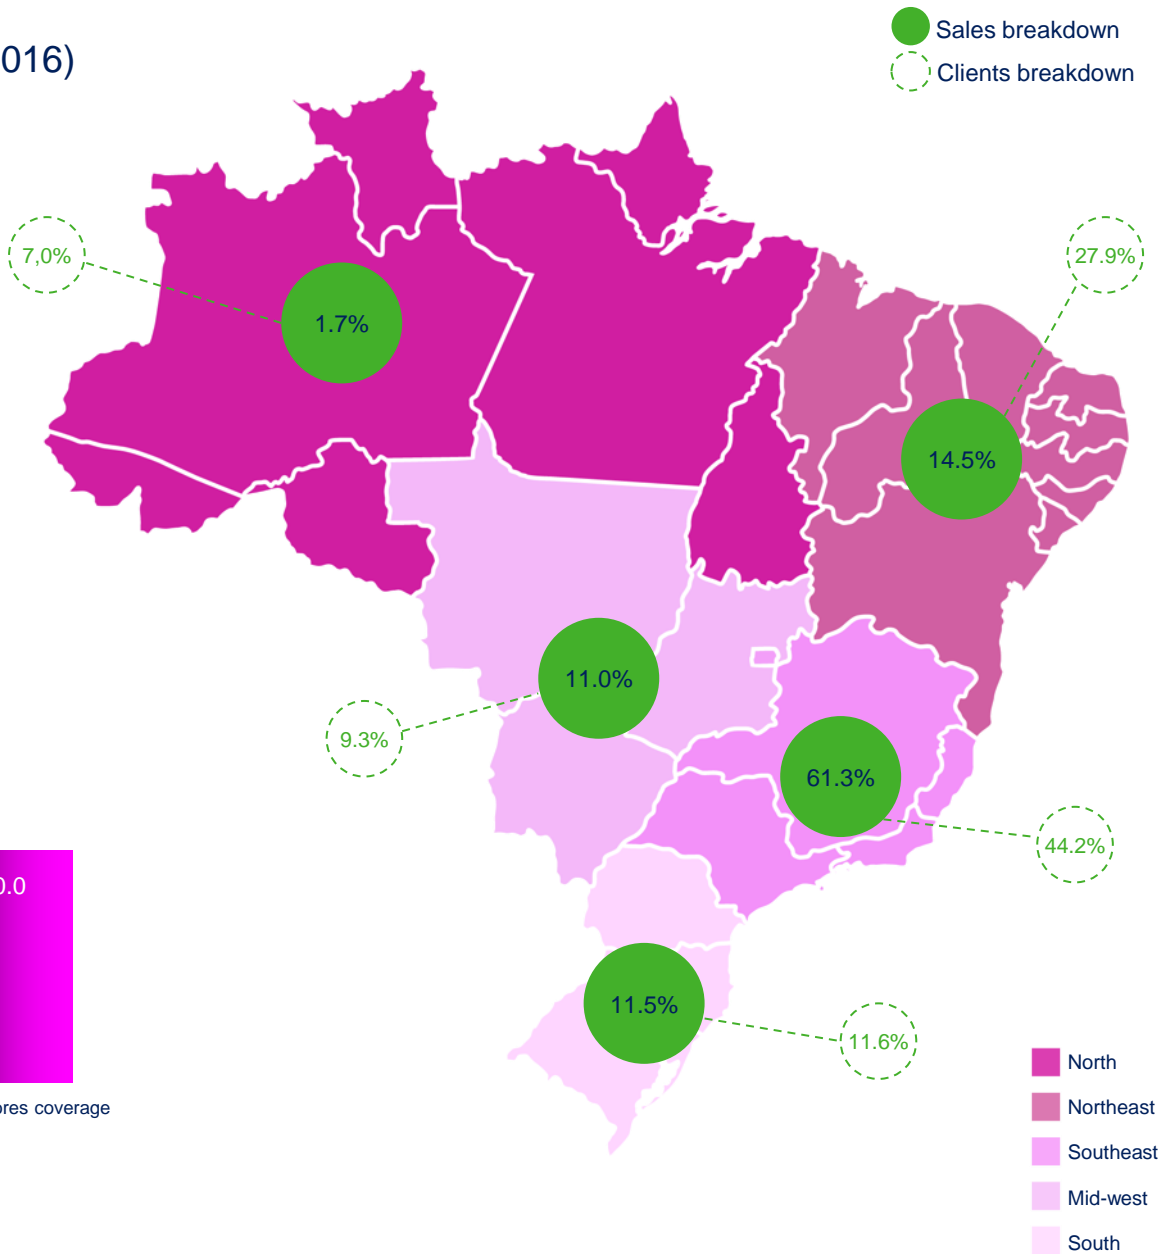 Sales breakdown
016)
Clients breakdown
7,0%
27.9%
1.7%
14.5%
11.0%
9.3%
61.3%
44.2%
0.0
11.5%
11.6%
North
ores coverage
Northeast
Southeast
Mid-west
South